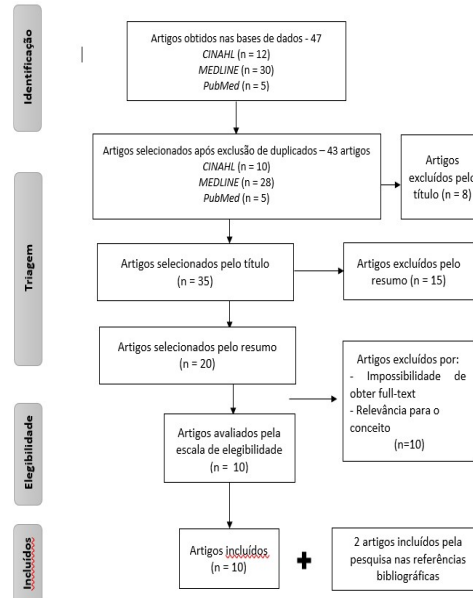 Identificação
Artigos obtidos nas bases de dados - 47
CINAHL (n = 12)
MEDLINE (n = 30)
PubMed (n = 5)
Triagem
Artigos selecionados após exclusão de duplicados – 43 artigos
CINAHL (n = 10)
MEDLINE (n = 28)
PubMed (n = 5)
Artigos
excluídos pelo
título (n = 8)
Artigos selecionados pelo título
(n = 35)
Artigos excluídos pelo
resumo (n = 15)
Artigos selecionados pelo resumo
(n = 20)
Artigos excluídos por:
- Impossibilidade de
obter full-text
- Relevância para o
conceito
(n=10)
Elegibilidade
Artigos avaliados pela
escala de elegibilidade
(n = 10)
Incluídos
Artigos incluídos
(n = 10)
+
2 artigos incluídos pela
pesquisa nas referências
bibliográficas